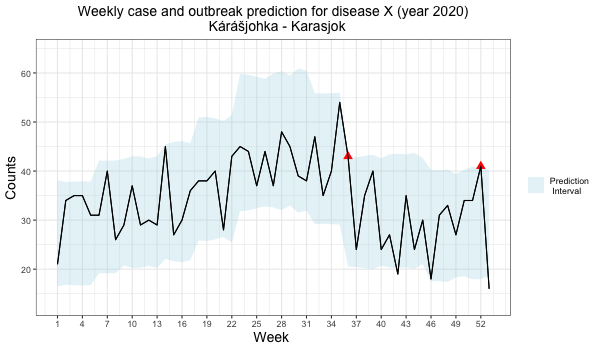 Weekly case and outbreak prediction for disease X (year 2020)
Kárášjohka - Karasjok
Counts
60
50
40
30
20
1 4 7 10 13 16 19 22 25 28 31 34 37 40 43 46 49 52
Week
Prediction
Interval